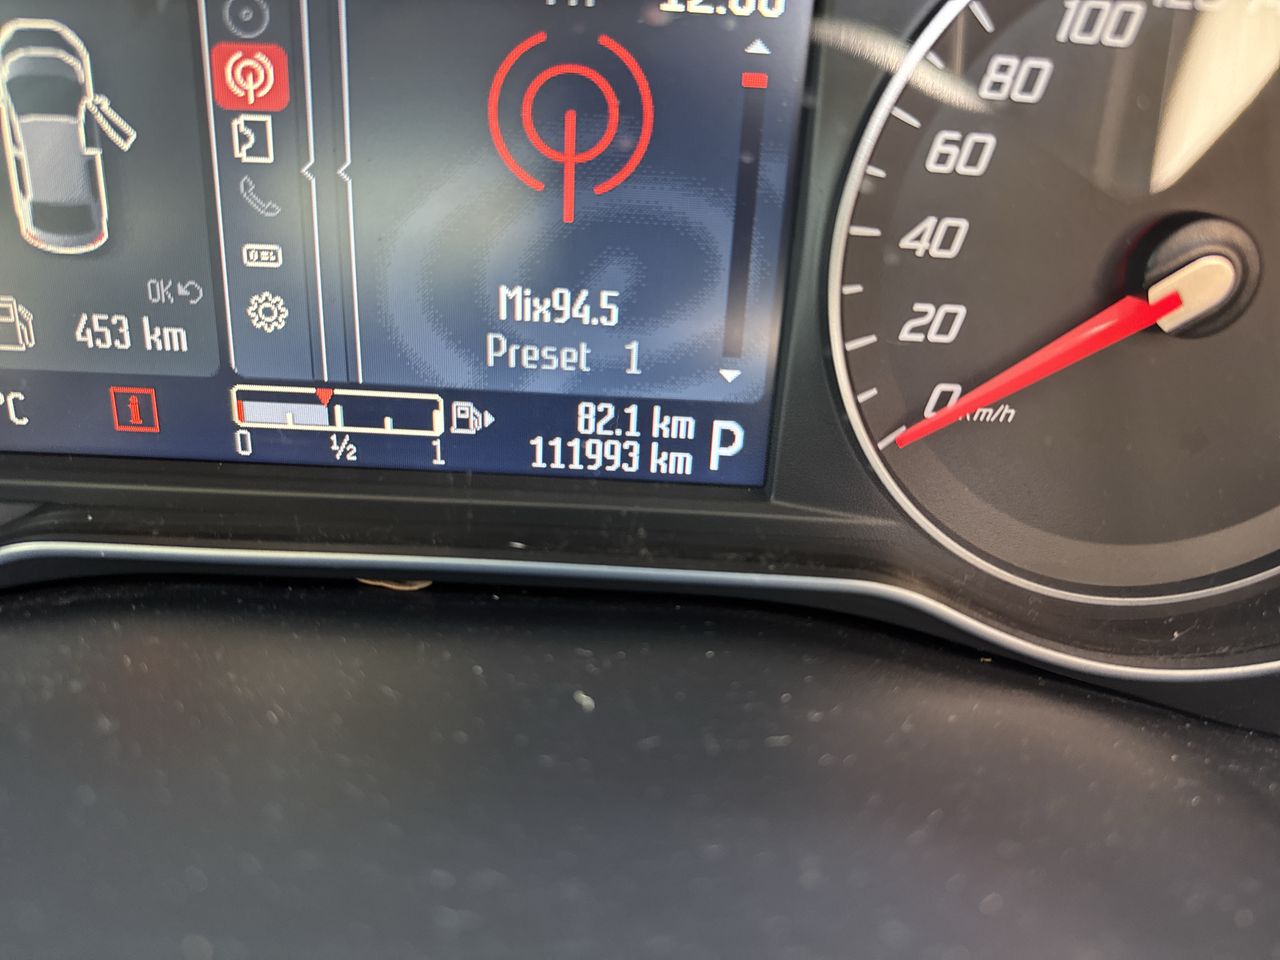 OK
453 km
°C
i
0 ½ 1
Mix94.5
Preset 1
82.1 km
111993 km
P
100
80
60
40
20
0 km/h